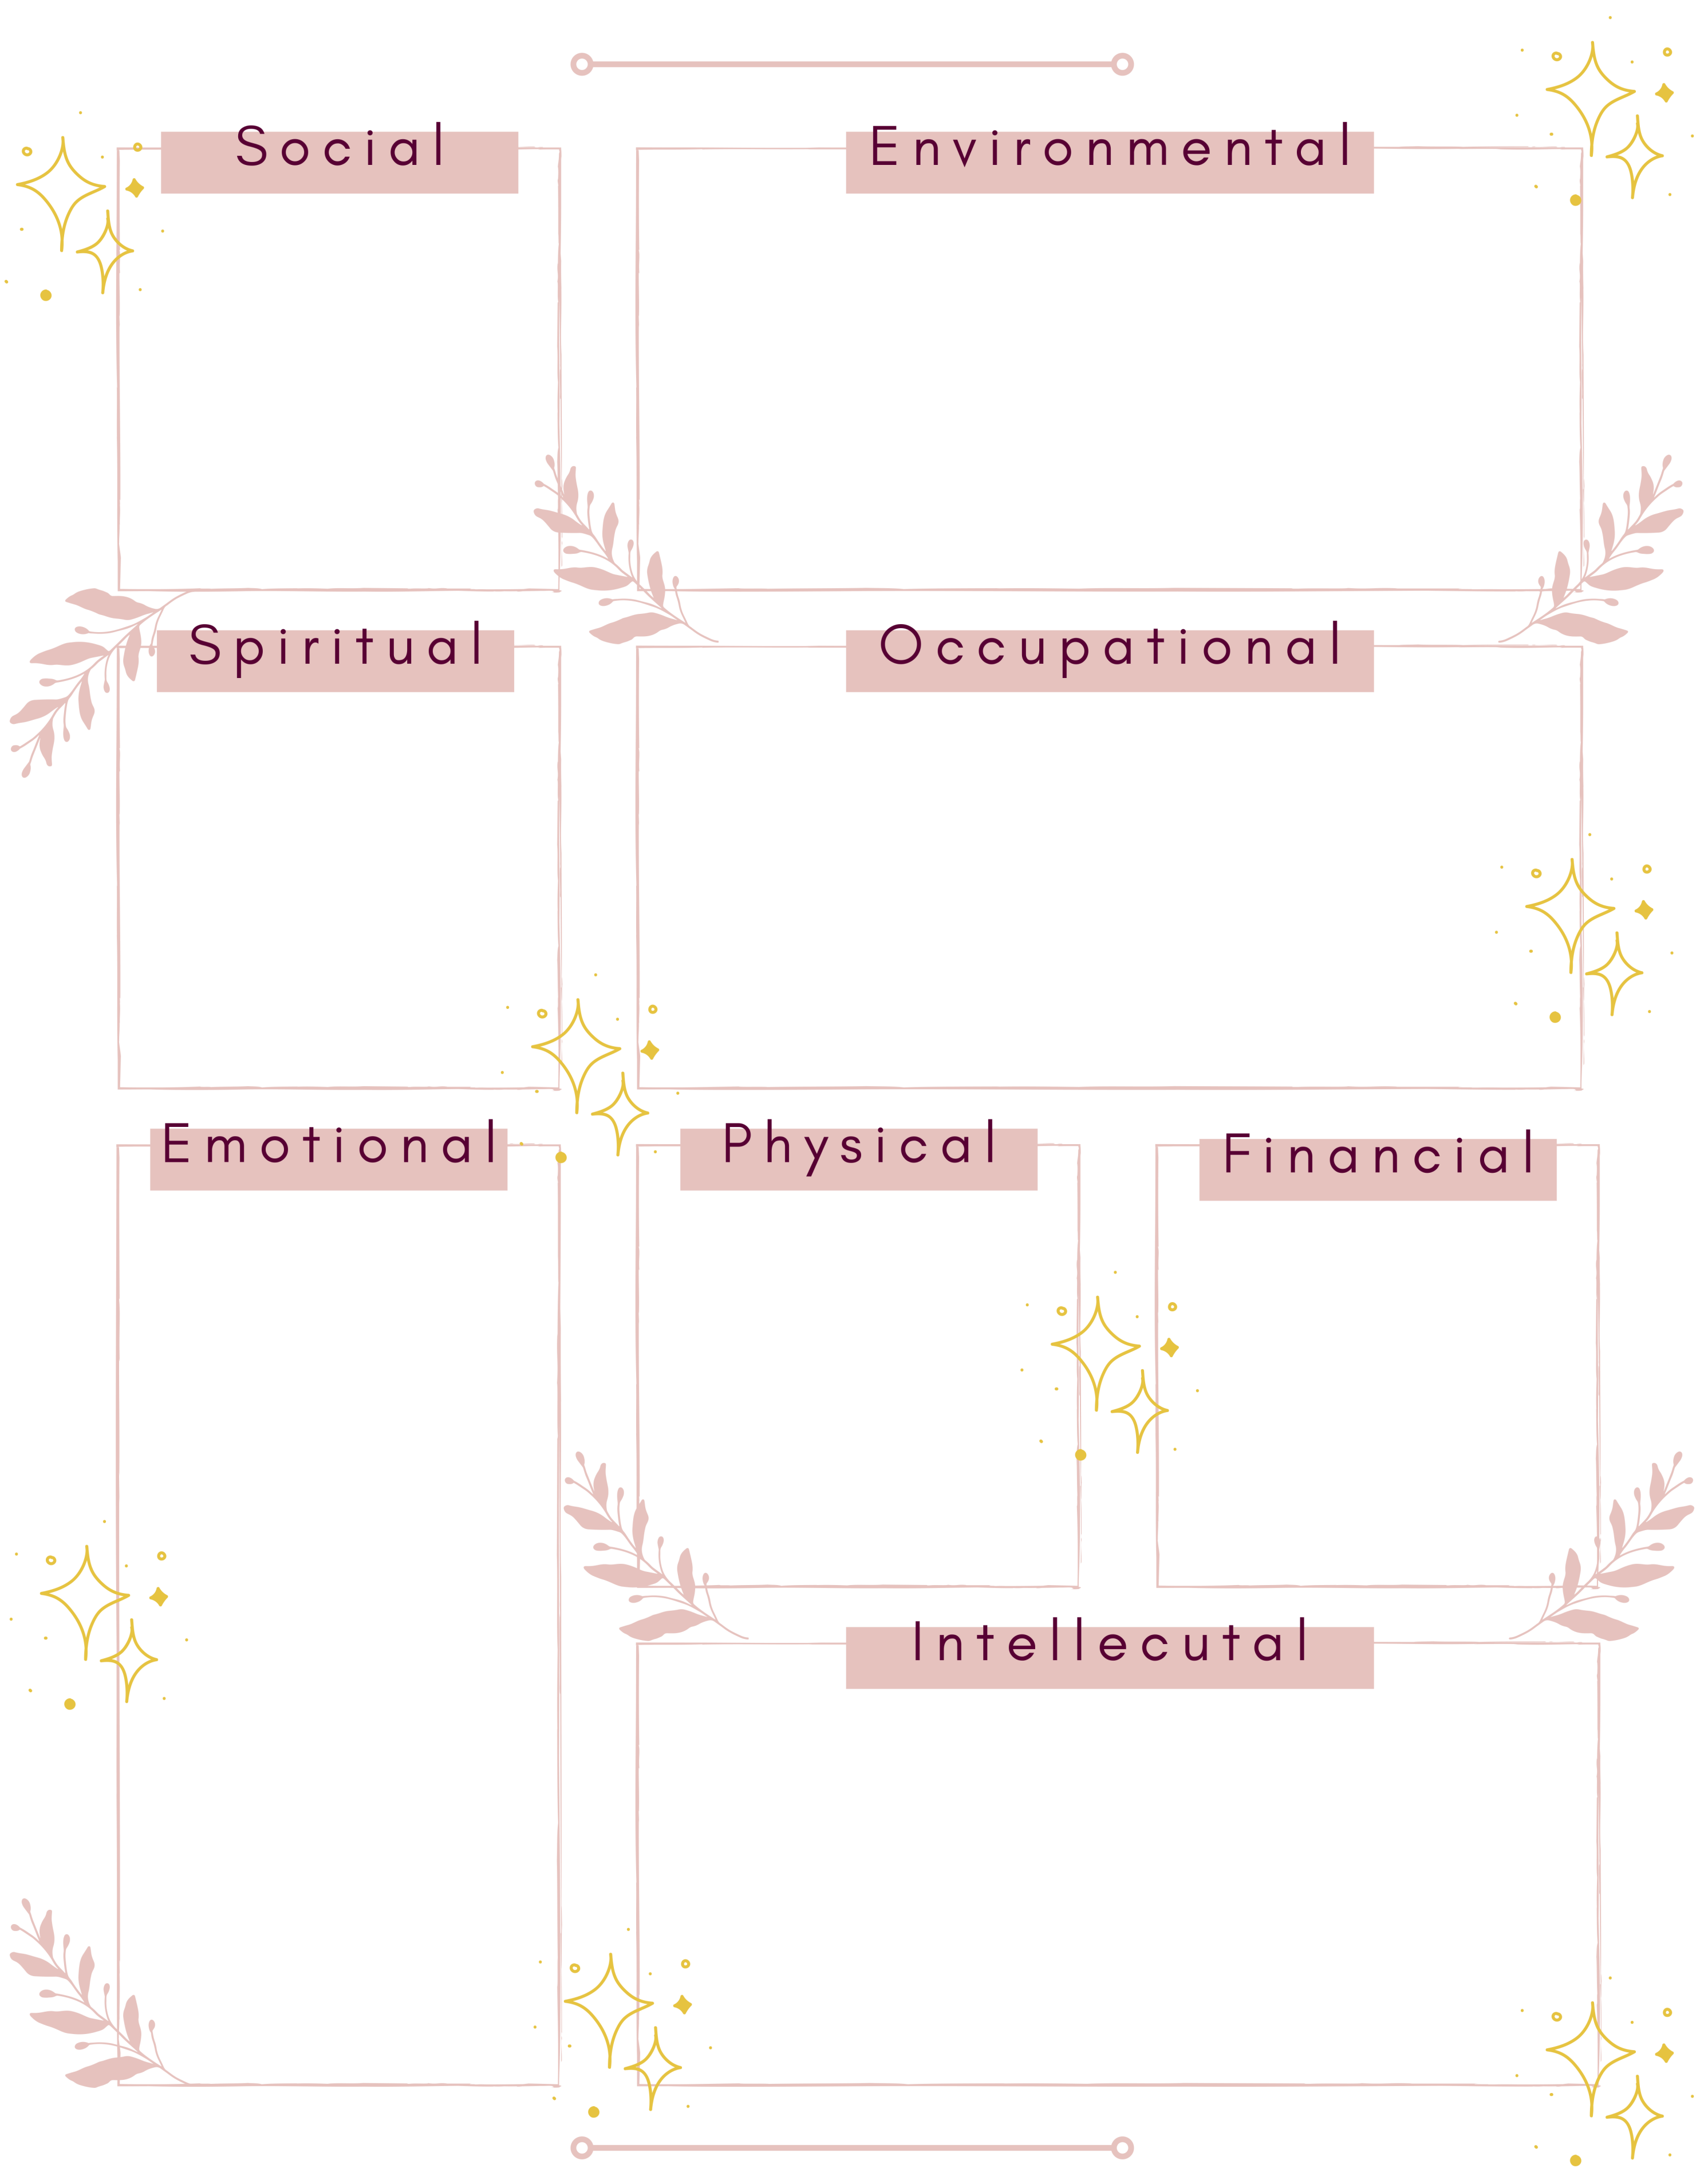 Social
Environmental
Spiritual
Occupational
Emotional
Physical
Financial
Intellecutal